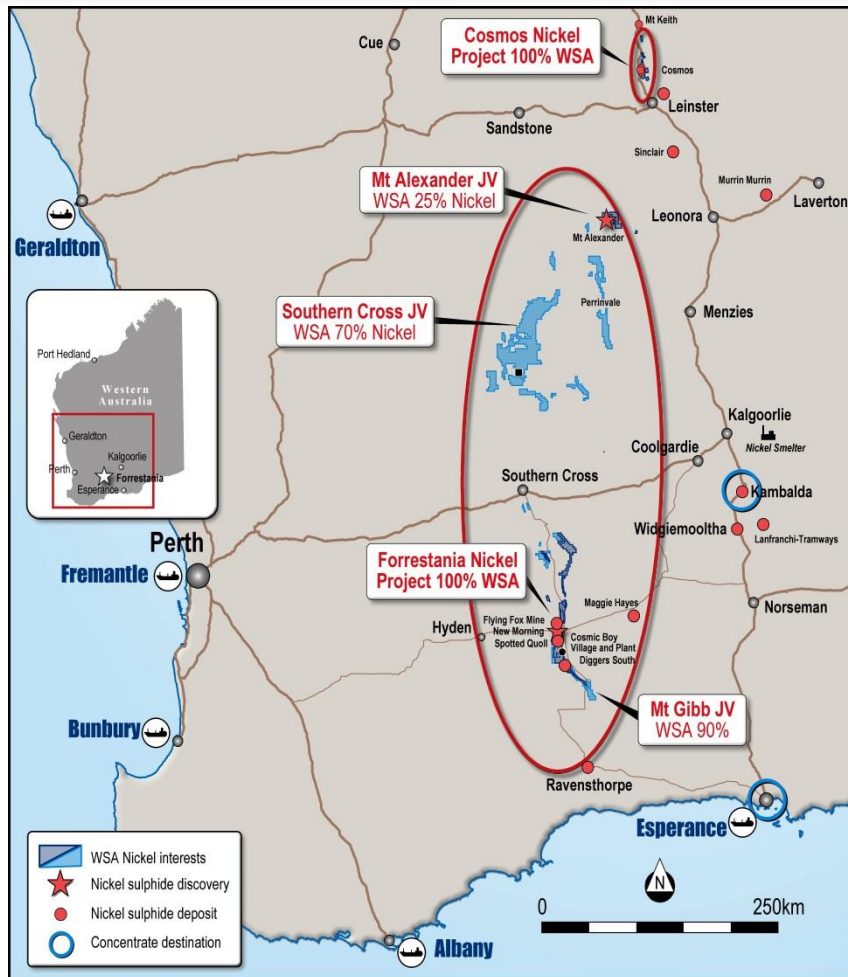 Mt Keith
Cue
Cosmos Nickel
Project 100% WSA
Cosmos
Leinster
Sandstone
Sinclair
Mt Alexander JV
WSA 25% Nickel
Murrin Murrin
Laverton
Leonora
Geraldton
Mt Alexander
Southern Cross JV
WSA 70% Nickel
Perrinvale
Menzies
Port Hedland
Western
Australia
Geraldton
Kalgoorlie
Perth
Forrestania
Esperance
Kalgoorlie
Nickel Smelter
Coolgardie
Southern Cross
Kambalda
Widgiemooltha
Lanfranchi-Tramways
Perth
Fremantle
Forrestania Nickel
Project 100% WSA
Maggie Hayes
Norseman
Hyden
Flying Fox Mine
New Morning
Spotted Quoll
Cosmic Boy
Village and Plant
Diggers South
Mt Gibb JV
WSA 90%
Bunbury
Ravensthorpe
Esperance
WSA Nickel interests
Nickel sulphide discovery
Nickel sulphide deposit
Concentrate destination
N
0
250km
Albany